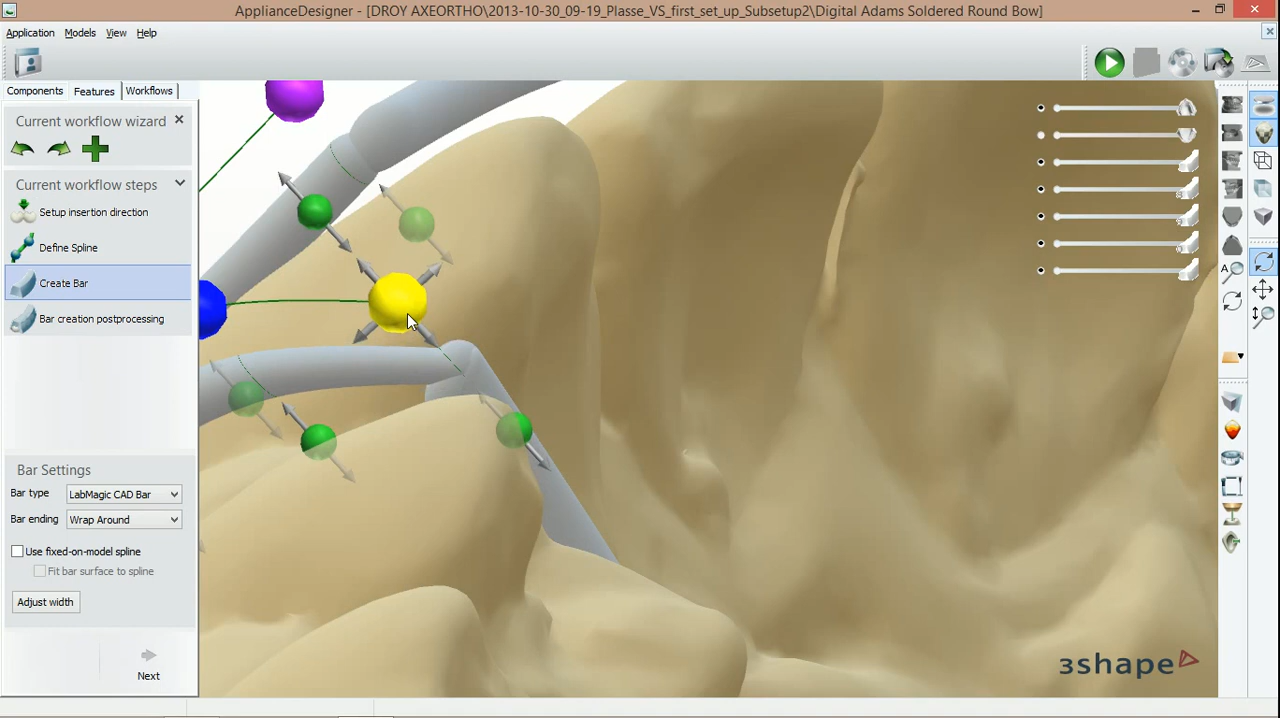 ApplianceDesigner - [DROY AXEORTHO\2013-10-30_09-19_Plasse_VS_first_set_up_Subsetup2\Digital Adams Soldered Round Bow]
Application Models View Help
Components Features Workflows
Current workflow wizard
Current workflow steps
Setup insertion direction
Define Spline
Create Bar
Bar creation postprocessing
Bar Settings
Bar type LabMagic CAD Bar
Bar ending Wrap Around
Use fixed-on-model spline
Fit bar surface to spline
Adjust width
Next
A
3shape